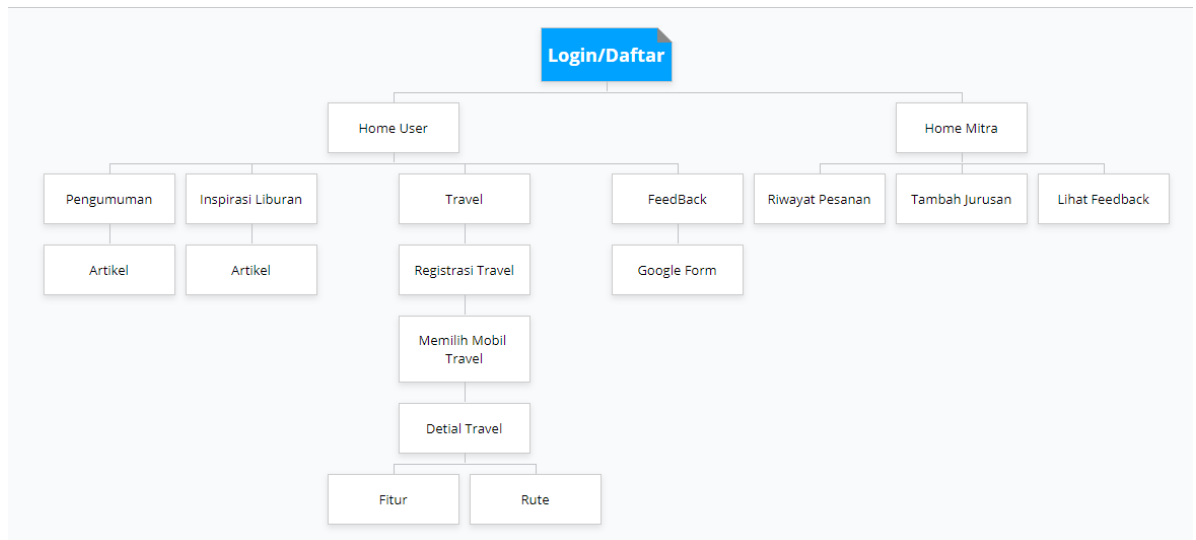 Login/Daftar
Home User
Home Mitra
Pengumuman
Inspirasi Liburan
Travel
FeedBack
Riwayat Pesanan
Tambah Jurusan
Lihat Feedback
Artikel
Artikel
Registrasi Travel
Google Form
Memilih Mobil
Travel
Detial Travel
Fitur
Rute